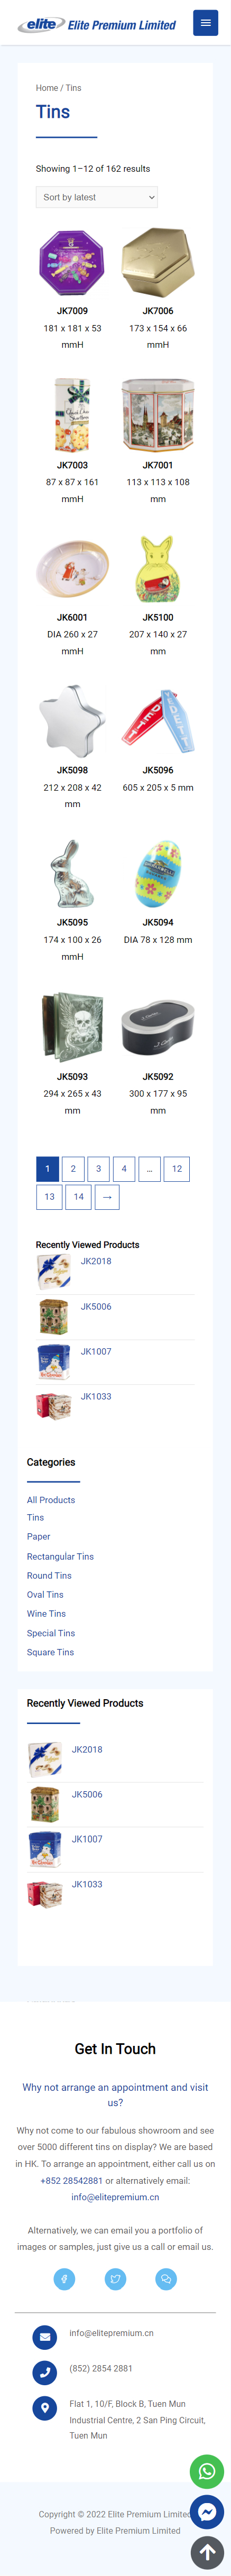 elite Elite Premium Limited
Home / Tins
Tins
Showing 1–12 of 162 results
Sort by latest
JK7009
181 x 181 x 53
mmH
JK7006
173 x 154 x 66
mmH
JK7003
87 x 87 x 161
mmH
JK7001
113 x 113 x 108
mm
JK6001
DIA 260 x 27
mmH
JK5100
207 x 140 x 27
mm
JK5098
212 x 208 x 42
mm
JK5096
605 x 205 x 5 mm
JK5095
174 x 100 x 26
mmH
JK5094
DIA 78 x 128 mm
JK5093
294 x 265 x 43
mm
JK5092
300 x 177 x 95
mm
1 2 3 4 … 12
13 14 →
Recently Viewed Products
JK2018
JK5006
JK1007
JK1033
Categories
All Products
Tins
Paper
Rectangular Tins
Round Tins
Oval Tins
Wine Tins
Special Tins
Square Tins
Recently Viewed Products
JK2018
JK5006
JK1007
JK1033
Get In Touch
Why not arrange an appointment and visit
us?
Why not come to our fabulous showroom and see
over 5000 different tins on display? We are based
in HK. To arrange an appointment, either call us on
+852 28542881 or alternatively email:
info@elitepremium.cn
Alternatively, we can email you a portfolio of
images or samples, just give us a call or email us.
info@elitepremium.cn
(852) 2854 2881
Flat 1, 10/F, Block B, Tuen Mun
Industrial Centre, 2 San Ping Circuit,
Tuen Mun
Copyright © 2022 Elite Premium Limited
Powered by Elite Premium Limited